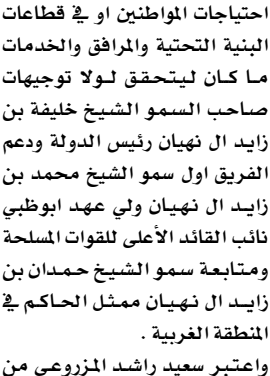 احتياجات المواطنين او في قطاعات
البنية التحتية والمرافق والخدمات
ما كان ليتحقق لولا توجيهات
صاحب السمو الشيخ خليفة بن
زايد ال نهيان رئيس الدولة ودعم
الفريق اول سمو الشيخ محمد بن
زايد ال نهيان ولي عهد ابوظبي
نائب القائد الأعلى للقوات المسلحة
ومتابعة سمو الشيخ حمدان بن
زايد ال نهيان ممثل الحاكم في
المنطقة الغربية .
واعتبر سعيد راشد المزروعي من